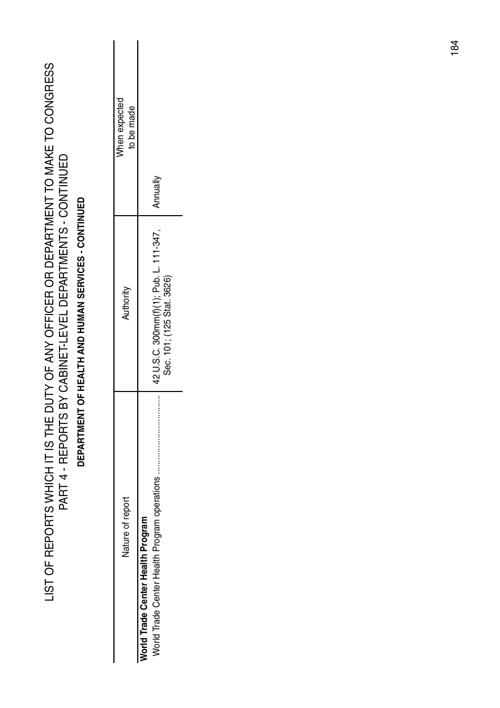 LIST OF REPORTS WHICH IT IS THE DUTY OF ANY OFFICER OR DEPARTMENT TO MAKE TO CONGRESS
PART 4 - REPORTS BY CABINET-LEVEL DEPARTMENTS - CONTINUED
DEPARTMENT OF HEALTH AND HUMAN SERVICES - CONTINUED
Nature of report
Authority
When expected
to be made
World Trade Center Health Program
World Trade Center Health Program operations ................................ 42 U.S.C. 300mm(f)(1); Pub. L. 111-347, Annually
Sec. 101; (125 Stat. 3626)
184